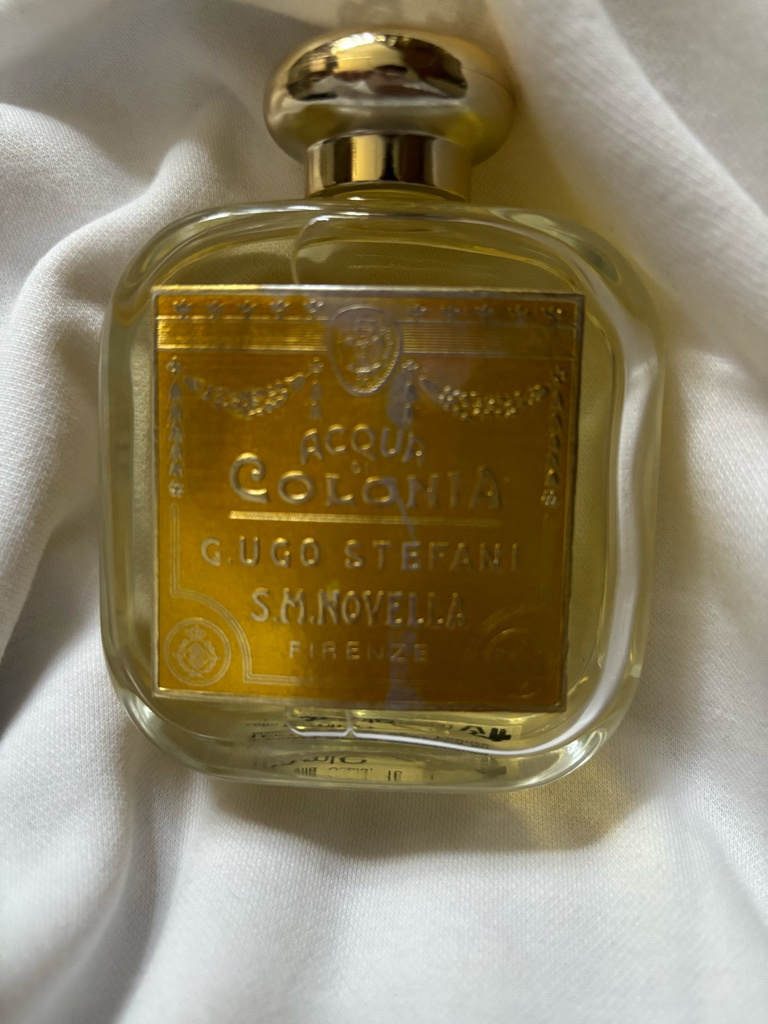 ACQUA
DI
COLONIA
G. UGO STEFANI
S.M.NOVELLA
FIRENZE